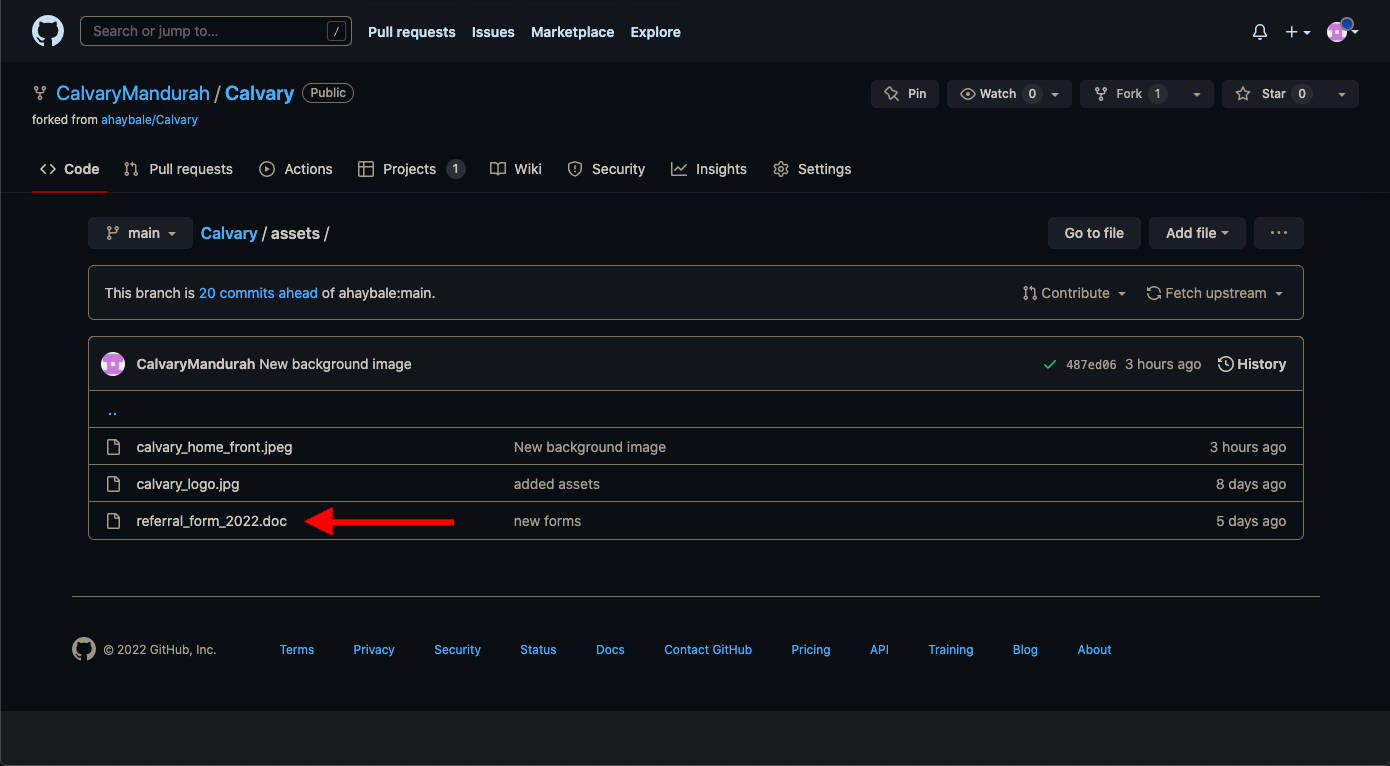 Search or jump to... / Pull requests Issues Marketplace Explore
CalvaryMandurah / Calvary Public Pin Watch 0 Fork 1 Star 0
forked from ahaybale/Calvary
Code Pull requests Actions Projects 1 Wiki Security Insights Settings
main Calvary / assets / Go to file Add file ...
This branch is 20 commits ahead of ahaybale:main. Contribute Fetch upstream
CalvaryMandurah New background image 487ed06 3 hours ago History
..
calvary_home_front.jpeg New background image 3 hours ago
calvary_logo.jpg added assets 8 days ago
referral_form_2022.doc new forms 5 days ago
© 2022 GitHub, Inc. Terms Privacy Security Status Docs Contact GitHub Pricing API Training Blog About